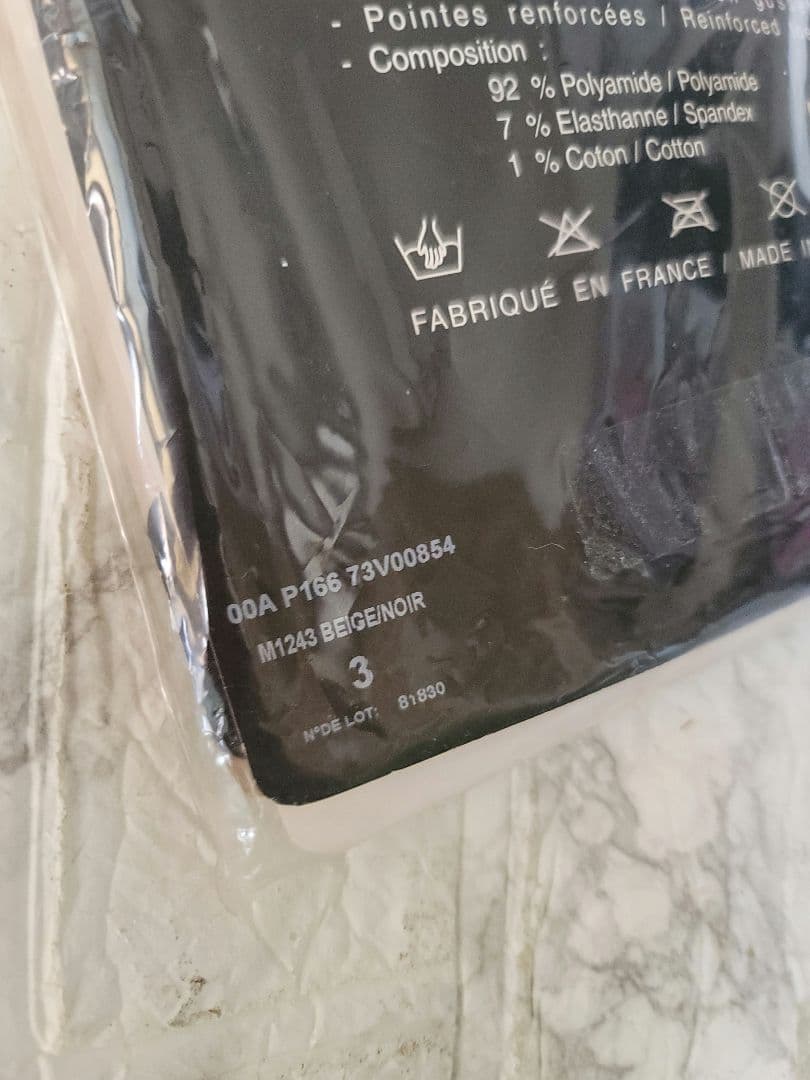 - Pointes renforcées / Reinforced
- Composition :
92 % Polyamide / Polyamide
7 % Elasthanne / Spandex
1 % Coton / Cotton
FABRIQUÉ EN FRANCE / MADE
00A P166 73V00854
M1243 BEIGE/NOIR
3
N°DE LOT: 81830